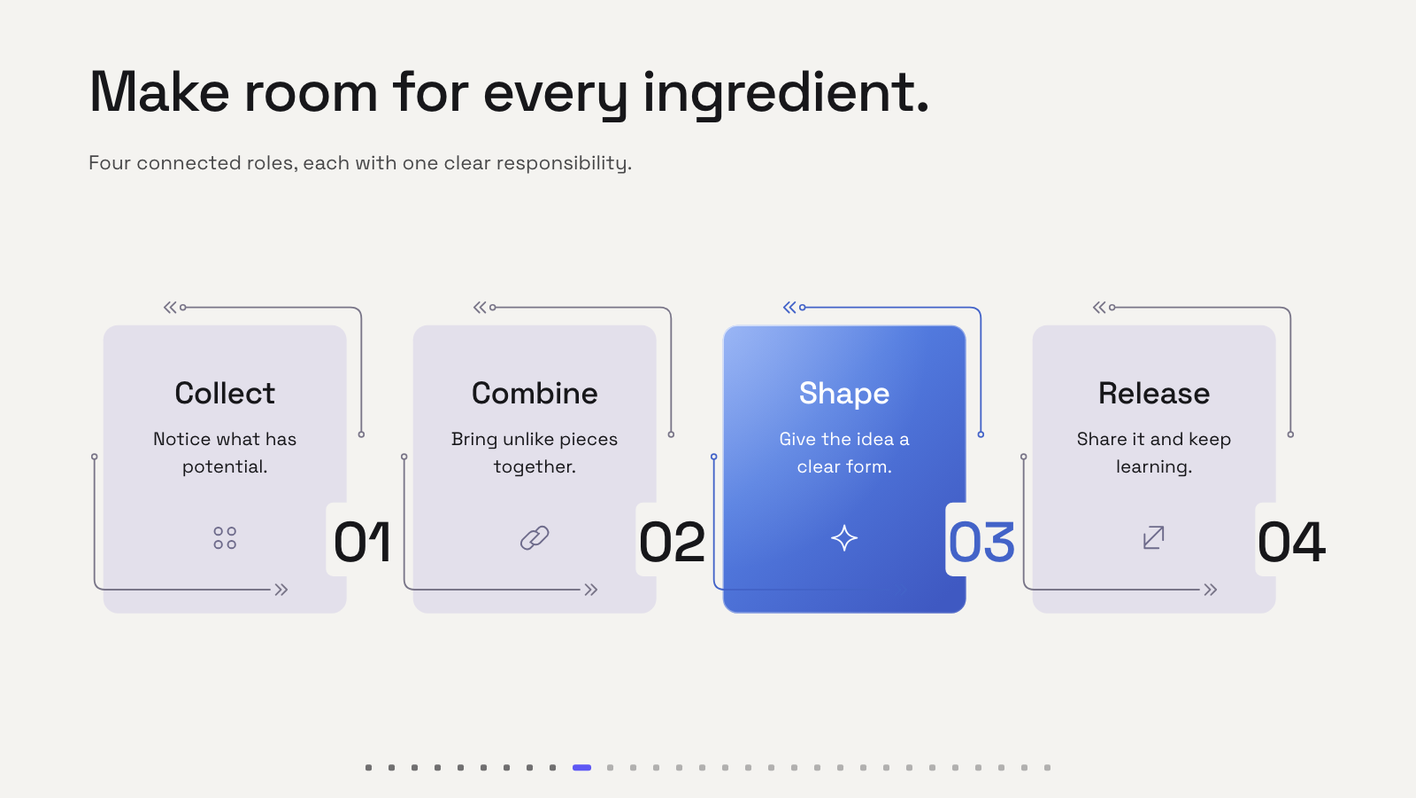 Make room for every ingredient.
Four connected roles, each with one clear responsibility.
Collect
Notice what has
potential.
01
Combine
Bring unlike pieces
together.
02
Shape
Give the idea a
clear form.
03
Release
Share it and keep
learning.
04